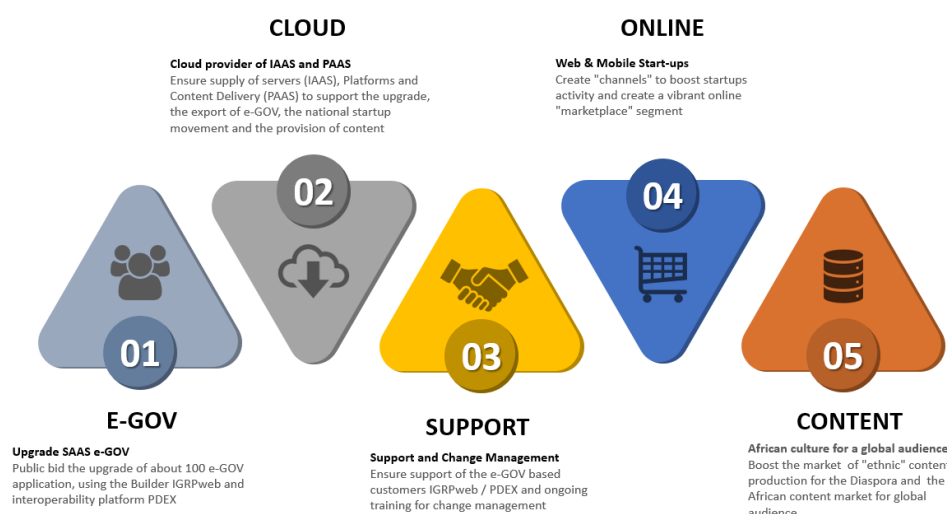 CLOUD
Cloud provider of IAAS and PAAS
Ensure supply of servers (IAAS), Platforms and
Content Delivery (PAAS) to support the upgrade,
the export of e-GOV, the national startup
movement and the provision of content
ONLINE
Web & Mobile Start-ups
Create "channels" to boost startups
activity and create a vibrant online
"marketplace" segment
01
02
03
04
05
E-GOV
Upgrade SAAS e-GOV
Public bid the upgrade of about 100 e-GOV
application, using the Builder IGRPweb and
interoperability platform PDEX
SUPPORT
Support and Change Management
Ensure support of the e-GOV based
customers IGRPweb / PDEX and ongoing
training for change management
CONTENT
African culture for a global audience
Boost the market of "ethnic" content
production for the Diaspora and the
African content market for global
audience